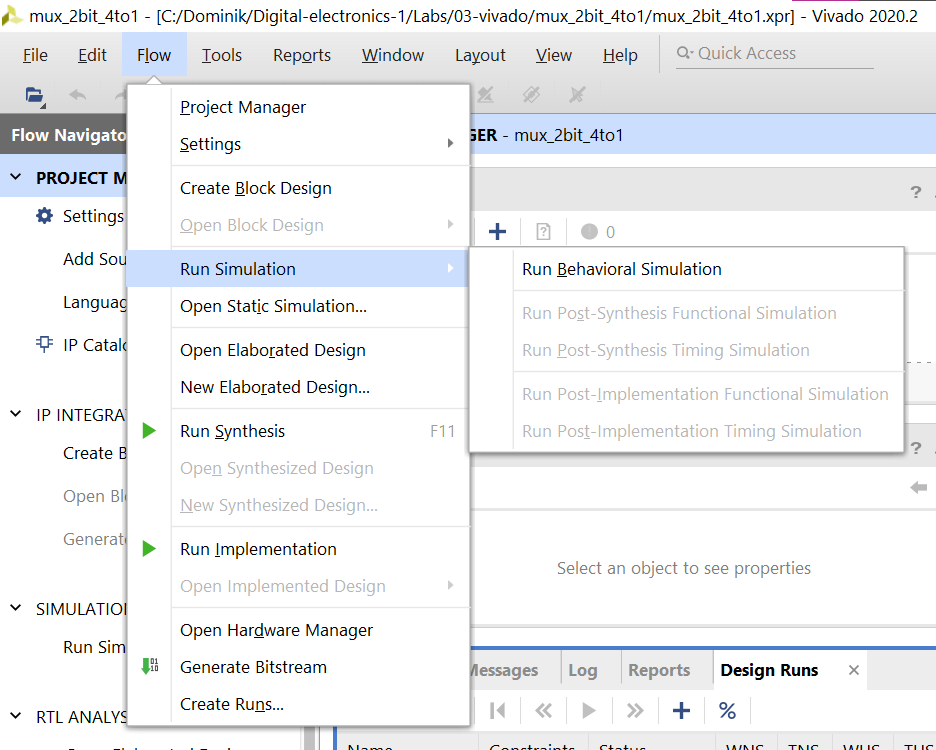 mux_2bit_4to1 - [C:/Dominik/Digital-electronics-1/Labs/03-vivado/mux_2bit_4to1/mux_2bit_4to1.xpr] - Vivado 2020.2
File Edit Flow Tools Reports Window Layout View Help Quick Access
Flow Navigato
GER - mux_2bit_4to1
PROJECT M
Settings
Add Sou
Languag
IP Catalo
IP INTEGRA
Create B
Open Blo
Generat
SIMULATION
Run Sim
RTL ANALYS
Project Manager
Settings
Create Block Design
Open Block Design
Run Simulation
Open Static Simulation...
Open Elaborated Design
New Elaborated Design...
Run Synthesis F11
Open Synthesized Design
New Synthesized Design...
Run Implementation
Open Implemented Design
Open Hardware Manager
Generate Bitstream
Create Runs...
? 0
Run Behavioral Simulation
Run Post-Synthesis Functional Simulation
Run Post-Synthesis Timing Simulation
Run Post-Implementation Functional Simulation
Run Post-Implementation Timing Simulation
?
Select an object to see properties
Messages Log Reports Design Runs
%
Name Constraints Status WNS TNS WHS THS